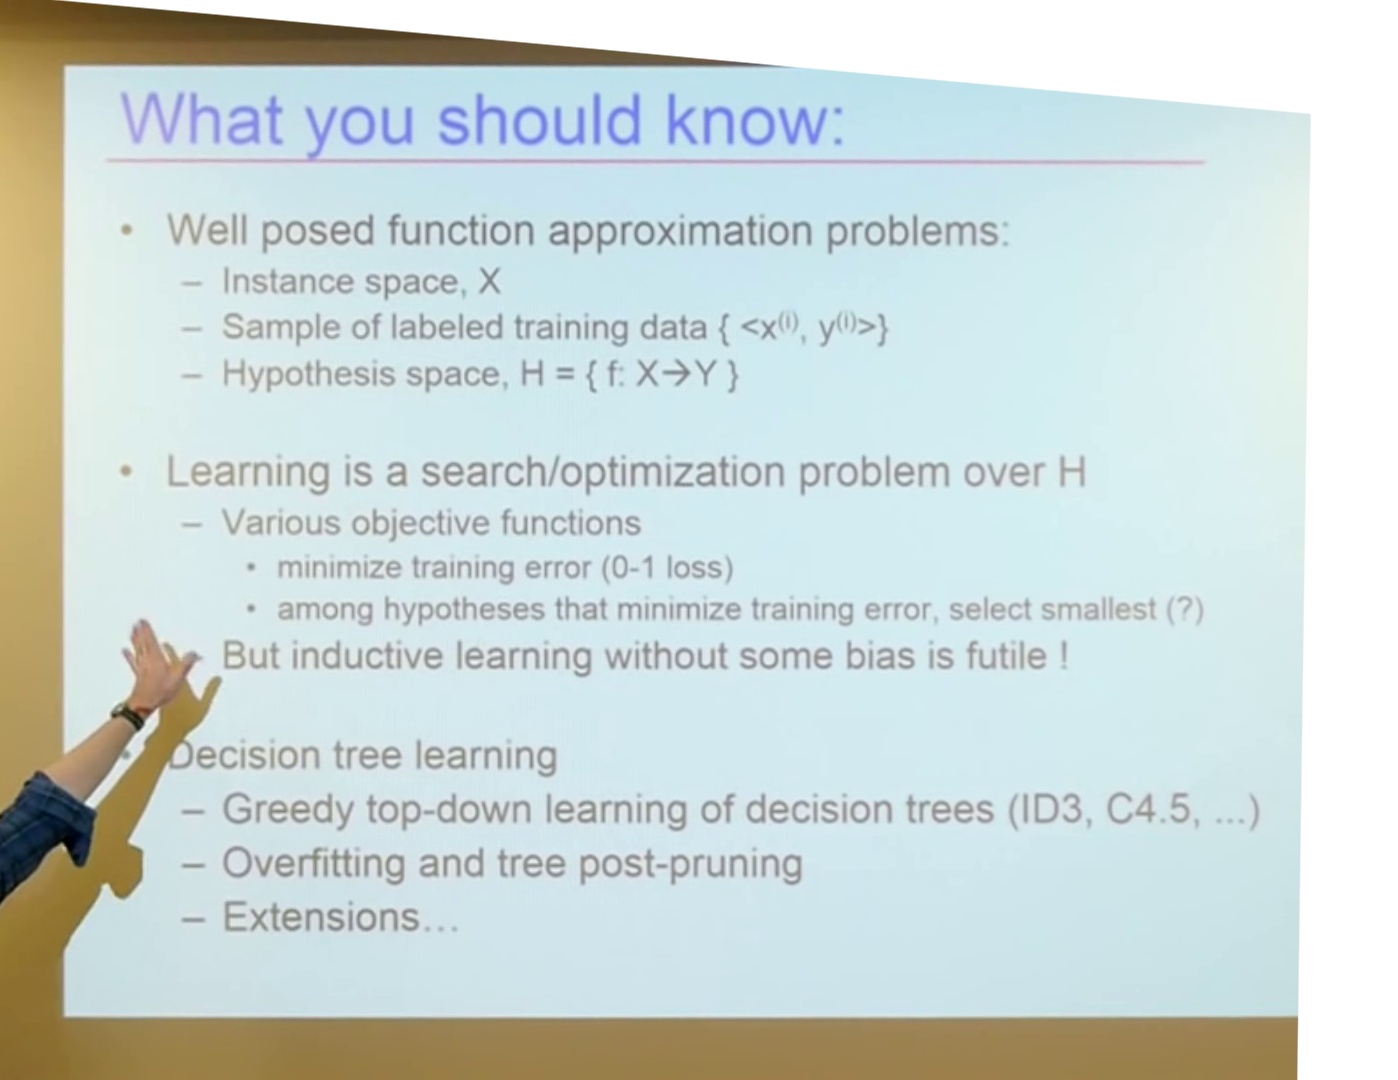 What you should know:
• Well posed function approximation problems:
– Instance space, X
– Sample of labeled training data { <x⁽ⁱ⁾, y⁽ⁱ⁾>}
– Hypothesis space, H = { f: X→Y }
• Learning is a search/optimization problem over H
– Various objective functions
• minimize training error (0-1 loss)
• among hypotheses that minimize training error, select smallest (?)
But inductive learning without some bias is futile !
Decision tree learning
– Greedy top-down learning of decision trees (ID3, C4.5, ...)
– Overfitting and tree post-pruning
– Extensions…